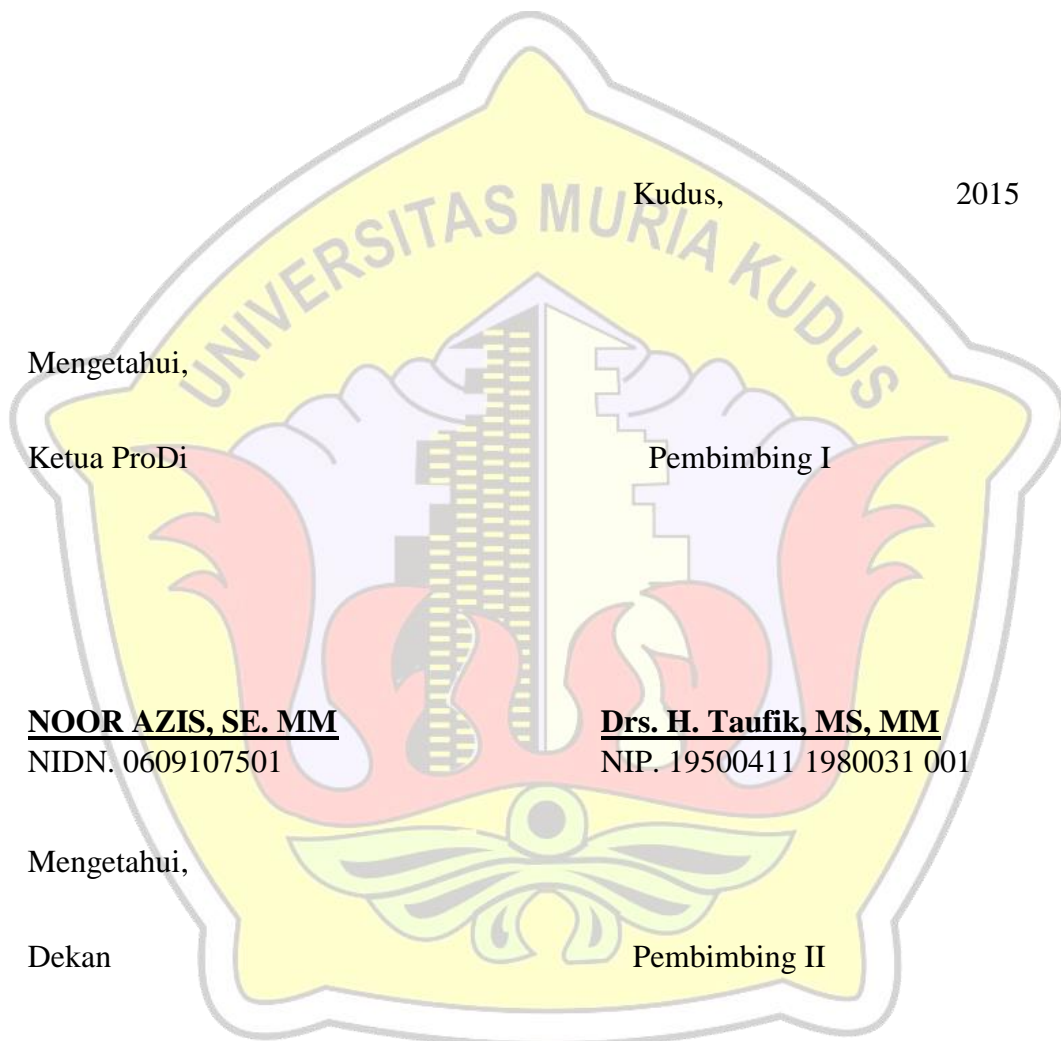 Kudus, 2015
UNIVERSITAS MURIA KUDUS
Mengetahui,
Ketua ProDi Pembimbing I
NOOR AZIS, SE. MM Drs. H. Taufik, MS, MM
NIDN. 0609107501 NIP. 19500411 1980031 001
Mengetahui,
Dekan Pembimbing II